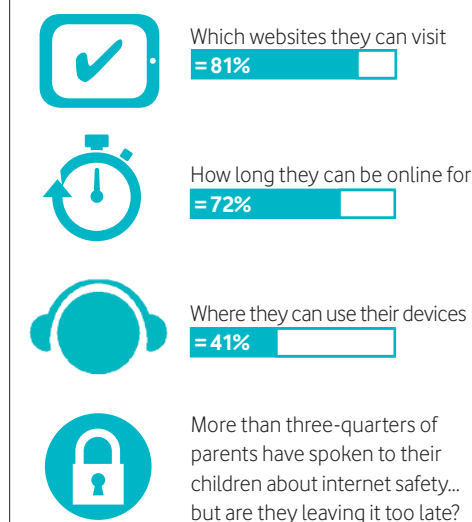 Which websites they can visit
= 81%
How long they can be online for
= 72%
Where they can use their devices
= 41%
More than three-quarters of
parents have spoken to their
children about internet safety...
but are they leaving it too late?